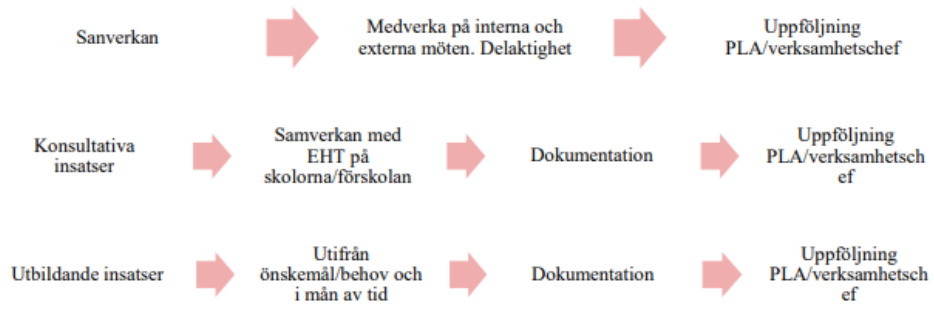 Sanverkan
Medverka på interna och
externa möten. Delaktighet
Uppföljning
PLA/verksamhetschef
Konsultativa
insatser
Samverkan med
EHT på
skolorna/förskolan
Dokumentation
Uppföljning
PLA/verksamhetsch
ef
Utbildande insatser
Utifrån
önskemål/behov och
i mån av tid
Dokumentation
Uppföljning
PLA/verksamhetsch
ef